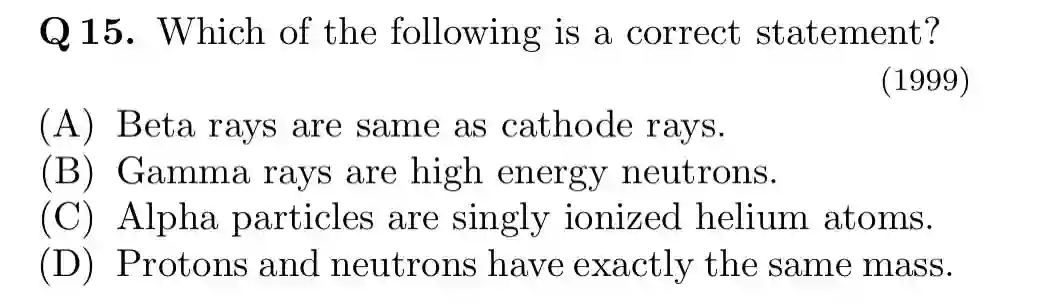 Q 15. Which of the following is a correct statement?
(1999)
(A) Beta rays are same as cathode rays.
(B) Gamma rays are high energy neutrons.
(C) Alpha particles are singly ionized helium atoms.
(D) Protons and neutrons have exactly the same mass.